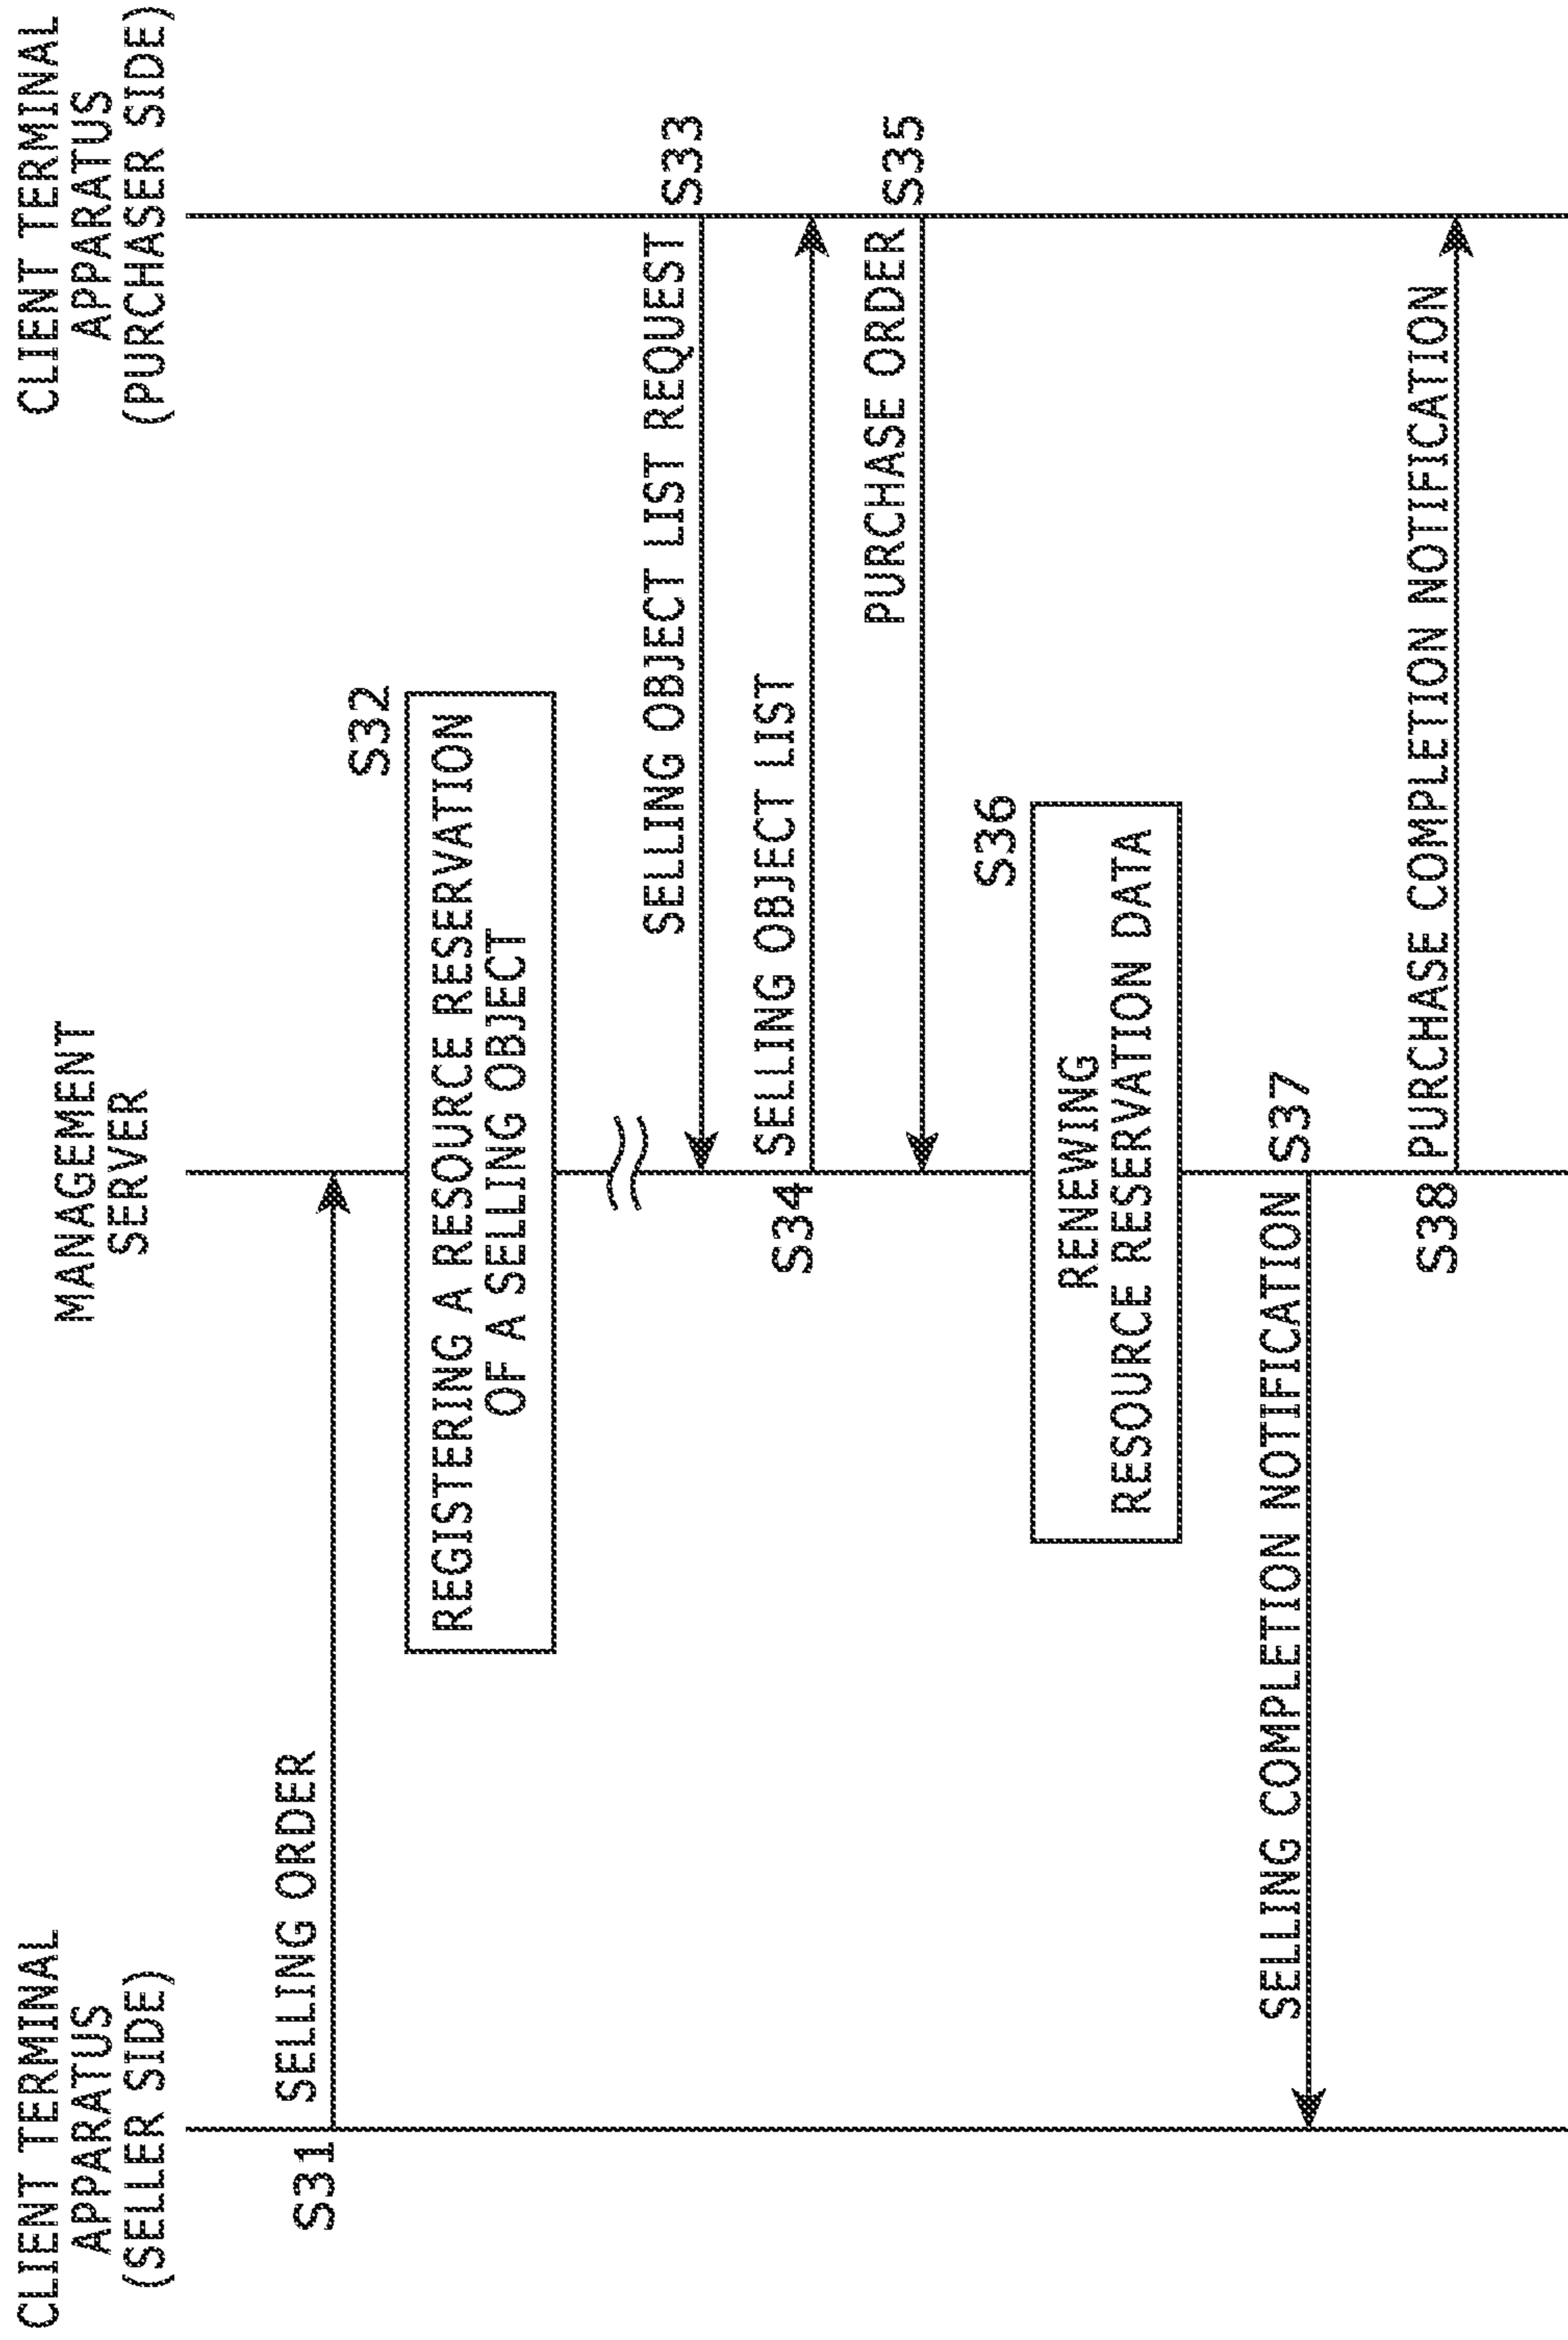 CLIENT TERMINAL
APPARATUS
(SELLER SIDE)
MANAGEMENT
SERVER
CLIENT TERMINAL
APPARATUS
(PURCHASER SIDE)
S31
SELLING ORDER
S32
REGISTERING A RESOURCE RESERVATION
OF A SELLING OBJECT
SELLING OBJECT LIST REQUEST
S33
S34
SELLING OBJECT LIST
PURCHASE ORDER
S35
S36
RENEWING
RESOURCE RESERVATION DATA
SELLING COMPLETION NOTIFICATION
S37
S38
PURCHASE COMPLETION NOTIFICATION